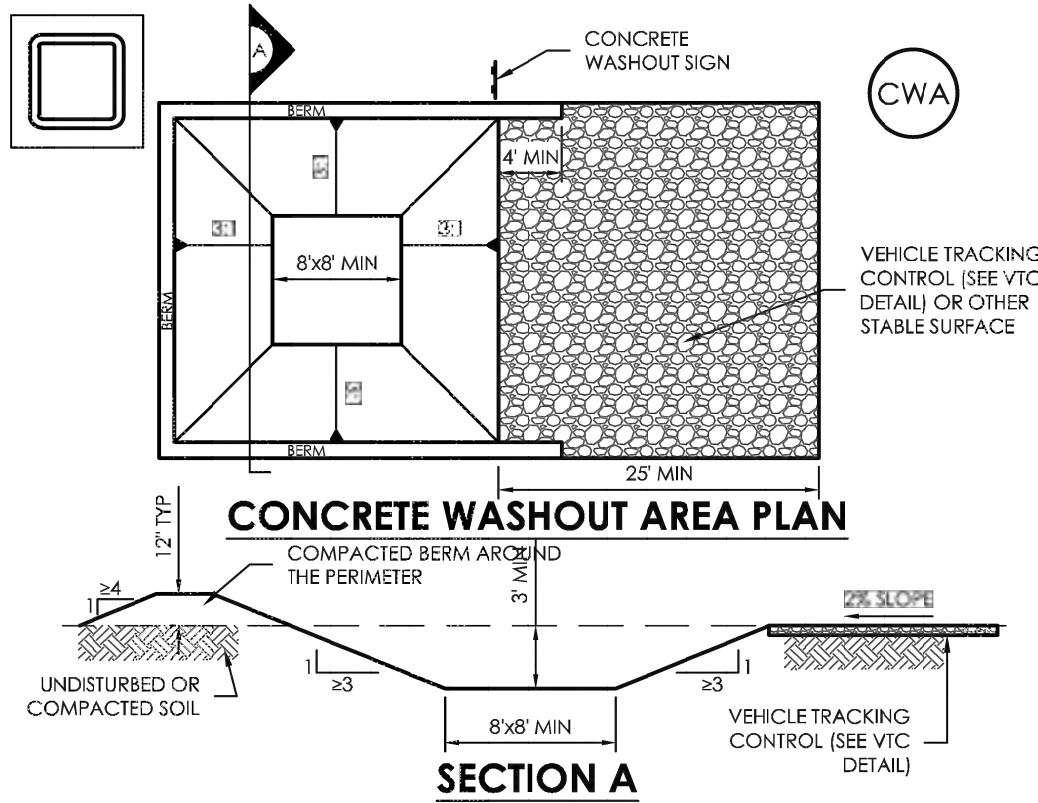 A
CONCRETE
WASHOUT SIGN
CWA
BERM
4' MIN
3:1
3:1
8'x8' MIN
BERM
VEHICLE TRACKING
CONTROL (SEE VTC
DETAIL) OR OTHER
STABLE SURFACE
BERM
25' MIN
CONCRETE WASHOUT AREA PLAN
12" TYP
COMPACTED BERM AROUND
THE PERIMETER
3' MIN
≥4
1
2% SLOPE
1
≥3
1
≥3
UNDISTURBED OR
COMPACTED SOIL
8'x8' MIN
VEHICLE TRACKING
CONTROL (SEE VTC
DETAIL)
SECTION A